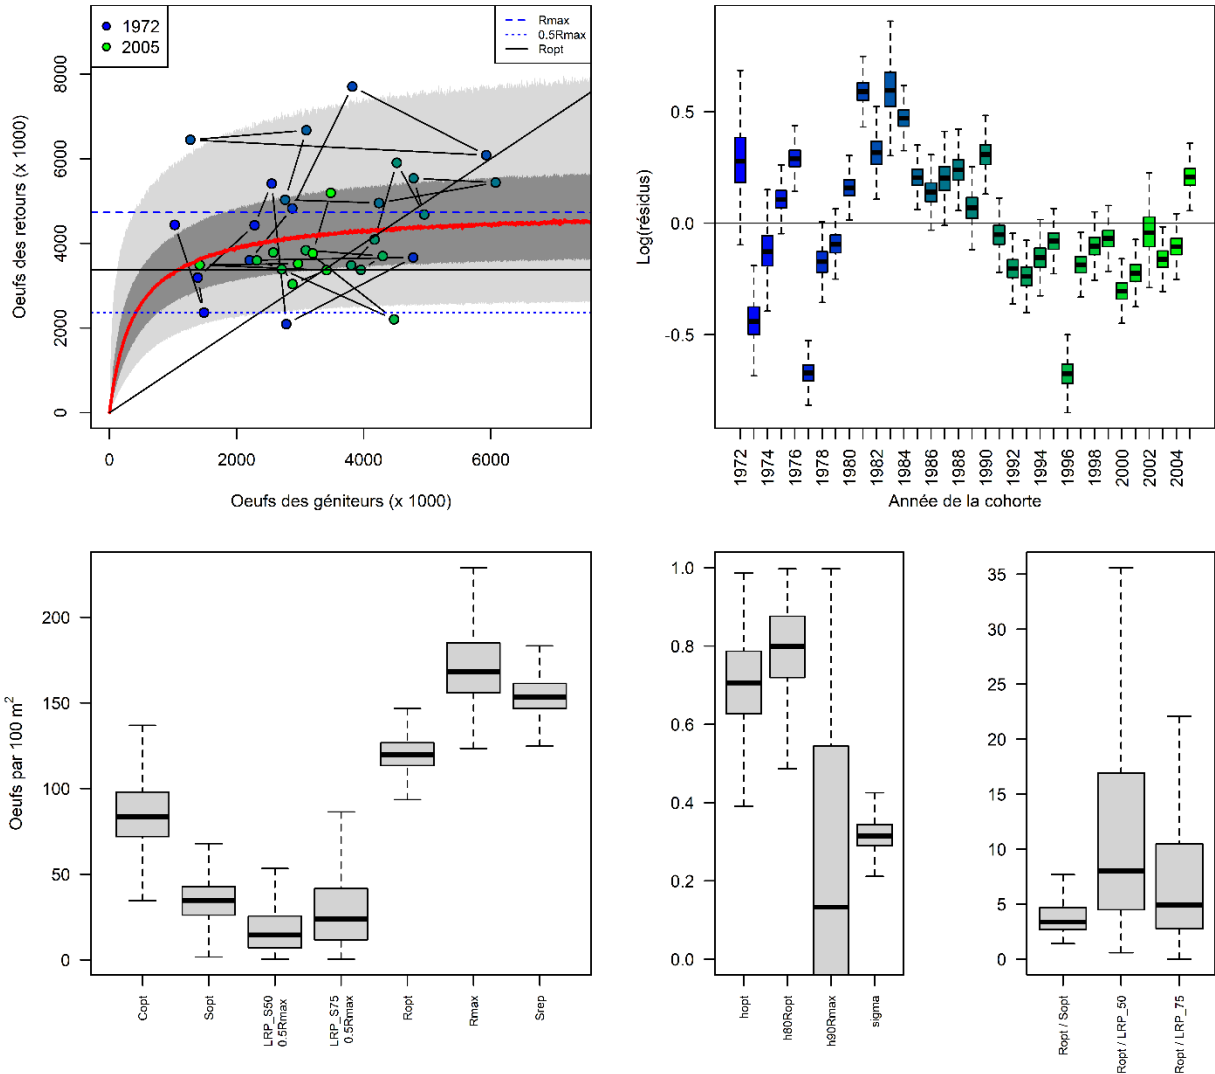 1972
2005
Rmax
0.5Rmax
Ropt
Oeufs des retours (x 1000)
8000
6000
4000
2000
0
0 2000 4000 6000
Oeufs des géniteurs (x 1000)
Log(résidus)
0.5
0.0
-0.5
1972 1974 1976 1978 1980 1982 1984 1986 1988 1990 1992 1994 1996 1998 2000 2002 2004
Année de la cohorte
Oeufs par 100 m²
200
150
100
50
0
Copt
Sopt
LRP_S50
0.5Rmax
LRP_S75
0.5Rmax
Ropt
Rmax
Srep
1.0
0.8
0.6
0.4
0.2
0.0
hopt
h80Ropt
h90Rmax
sigma
35
30
25
20
15
10
5
0
Ropt / Sopt
Ropt / LRP_50
Ropt / LRP_75